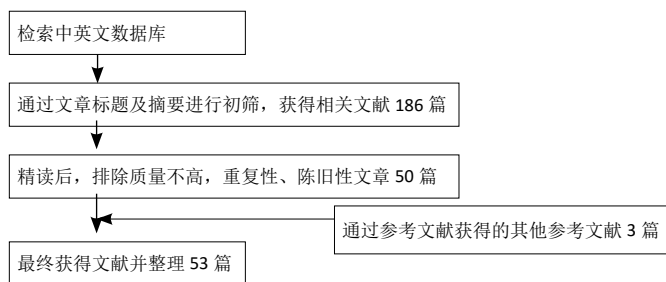 检索中英文数据库
通过文章标题及摘要进行初筛，获得相关文献 186 篇
精读后，排除质量不高，重复性、陈旧性文章 50 篇
通过参考文献获得的其他参考文献 3 篇
最终获得文献并整理 53 篇